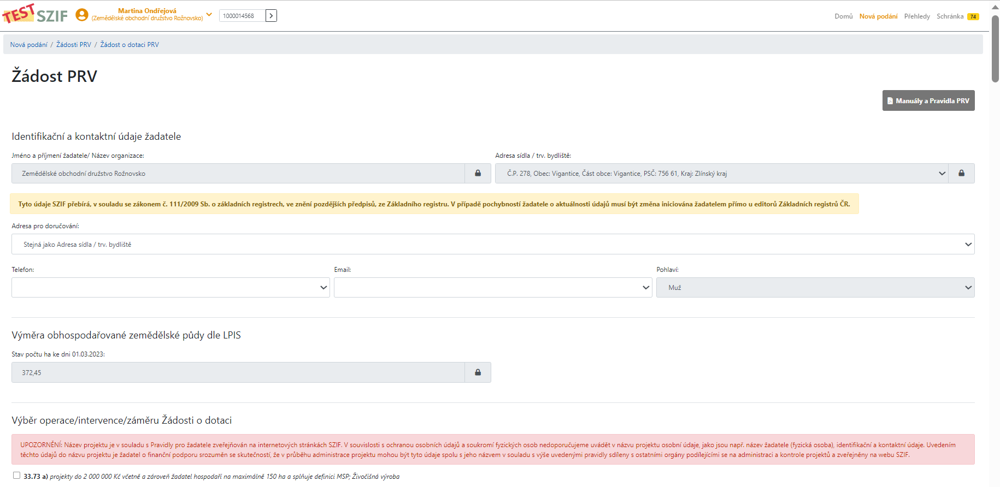 TEST SZIF
Martina Ondřejová
(Zemědělské obchodní družstvo Rožnovsko)
1000014568
Domů Nová podání Přehledy Schránka 74
Nová podání / Žádosti PRV / Žádost o dotaci PRV
Žádost PRV
Manuály a Pravidla PRV
Identifikační a kontaktní údaje žadatele
Jméno a příjmení žadatele/ Název organizace: Adresa sídla / trv. bydliště:
Zemědělské obchodní družstvo Rožnovsko Č.P. 278, Obec: Vigantice, Část obce: Vigantice, PSČ: 756 61, Kraj: Zlínský kraj
Tyto údaje SZIF přebírá, v souladu se zákonem č. 111/2009 Sb. o základních registrech, ve znění pozdějších předpisů, ze Základního registru. V případě pochybností žadatele o aktuálnosti údajů musí být změna iniciována žadatelem přímo u editorů Základních registrů ČR.
Adresa pro doručování:
Stejná jako Adresa sídla / trv. bydliště
Telefon: Email: Pohlaví:
Muž
Výměra obhospodařované zemědělské půdy dle LPIS
Stav počtu ha ke dni 01.03.2023:
372,45
Výběr operace/intervence/záměru Žádosti o dotaci
UPOZORNĚNÍ: Název projektu je v souladu s Pravidly pro žadatele zveřejňován na internetových stránkách SZIF. V souvislosti s ochranou osobních údajů a soukromí fyzických osob nedoporučujeme uvádět v názvu projektu osobní údaje, jako jsou např. název žadatele (fyzická osoba), identifikační a kontaktní údaje. Uvedením
těchto údajů do názvu projektu je žadatel o finanční podporu srozuměn se skutečností, že v průběhu administrace projektu mohou být tyto údaje spolu s jeho názvem v souladu s výše uvedenými pravidly sdíleny s ostatními orgány podílejícími se na administraci a kontrole projektů a zveřejněny na webu SZIF.
33.73 a) projekty do 2 000 000 Kč včetně a zároveň žadatel hospodaří na maximálně 150 ha a splňuje definici MSP; Živočišná výroba